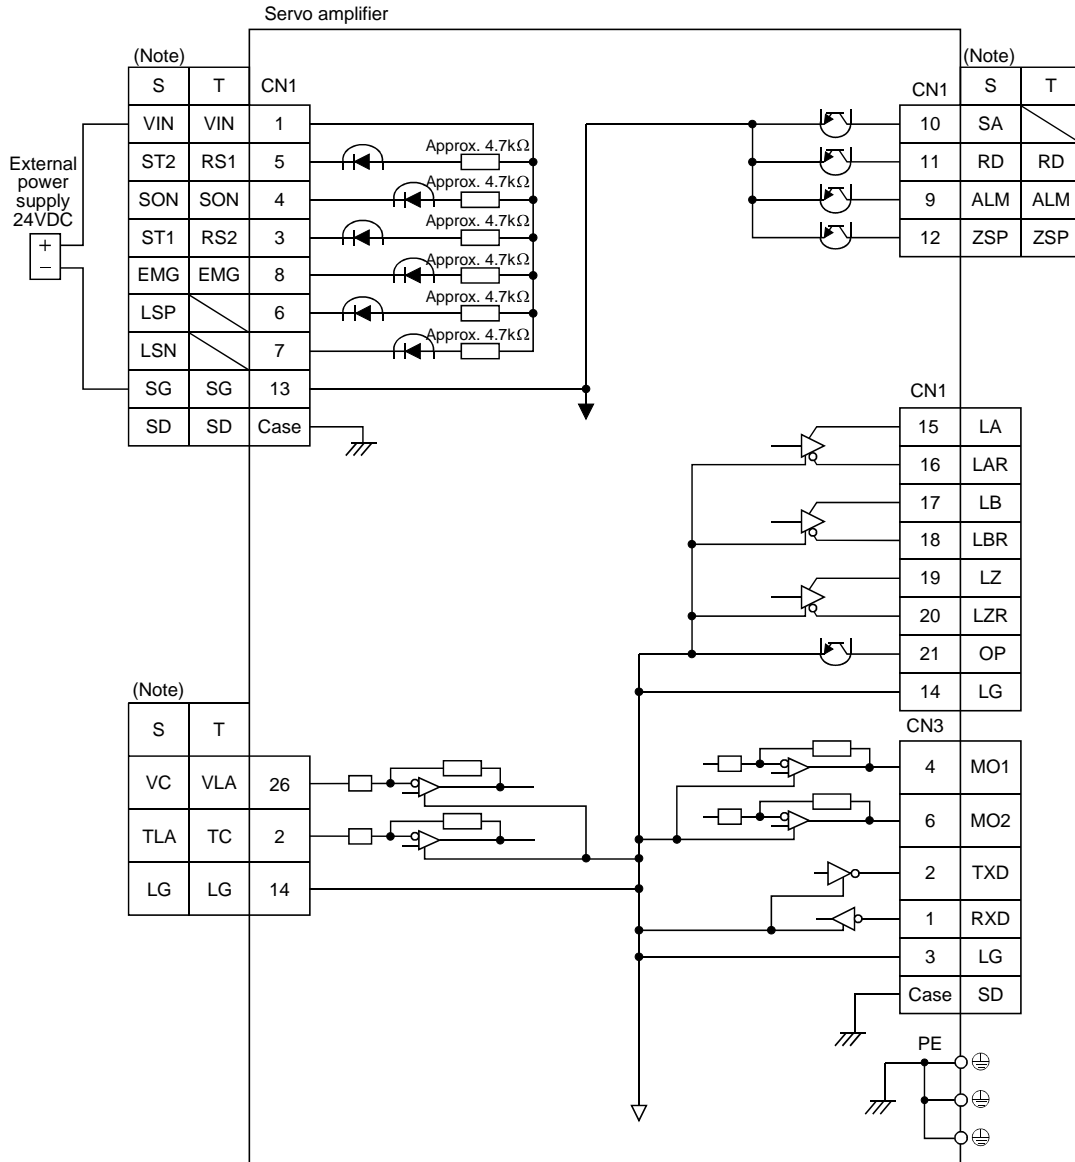 Servo amplifier
(Note)
S T CN1
VIN VIN 1
ST2 RS1 5 Approx. 4.7kΩ
SON SON 4 Approx. 4.7kΩ
ST1 RS2 3 Approx. 4.7kΩ
EMG EMG 8 Approx. 4.7kΩ
LSP 6 Approx. 4.7kΩ
LSN 7 Approx. 4.7kΩ
SG SG 13
SD SD Case
External
power
supply
24VDC
+
−
(Note)
CN1 S T
10 SA
11 RD RD
9 ALM ALM
12 ZSP ZSP
CN1
15 LA
16 LAR
17 LB
18 LBR
19 LZ
20 LZR
21 OP
14 LG
(Note)
S T
VC VLA 26
TLA TC 2
LG LG 14
CN3
4 MO1
6 MO2
2 TXD
1 RXD
3 LG
Case SD
PE